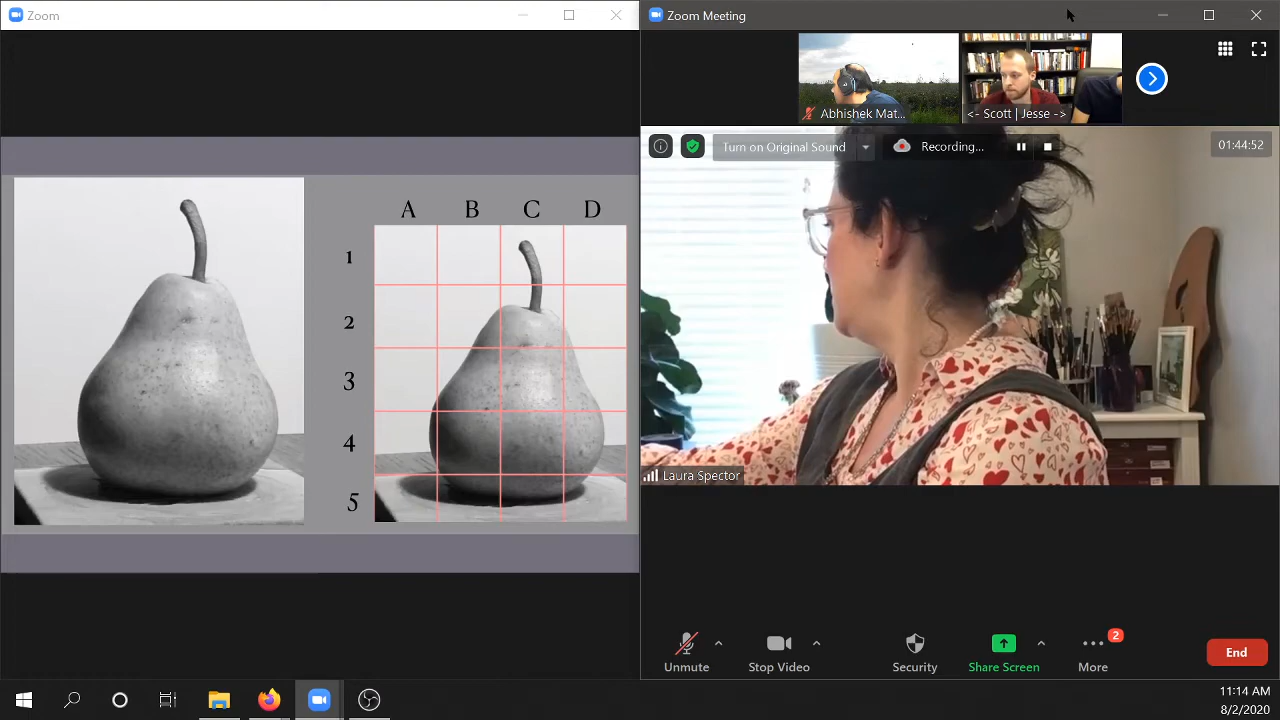 Zoom
A B C D
1
2
3
4
5
Zoom Meeting
Abhishek Mat...
<- Scott | Jesse ->
Turn on Original Sound
Recording...
01:44:52
Laura Spector
Unmute
Stop Video
Security
Share Screen
2
More
End
11:14 AM
8/2/2020